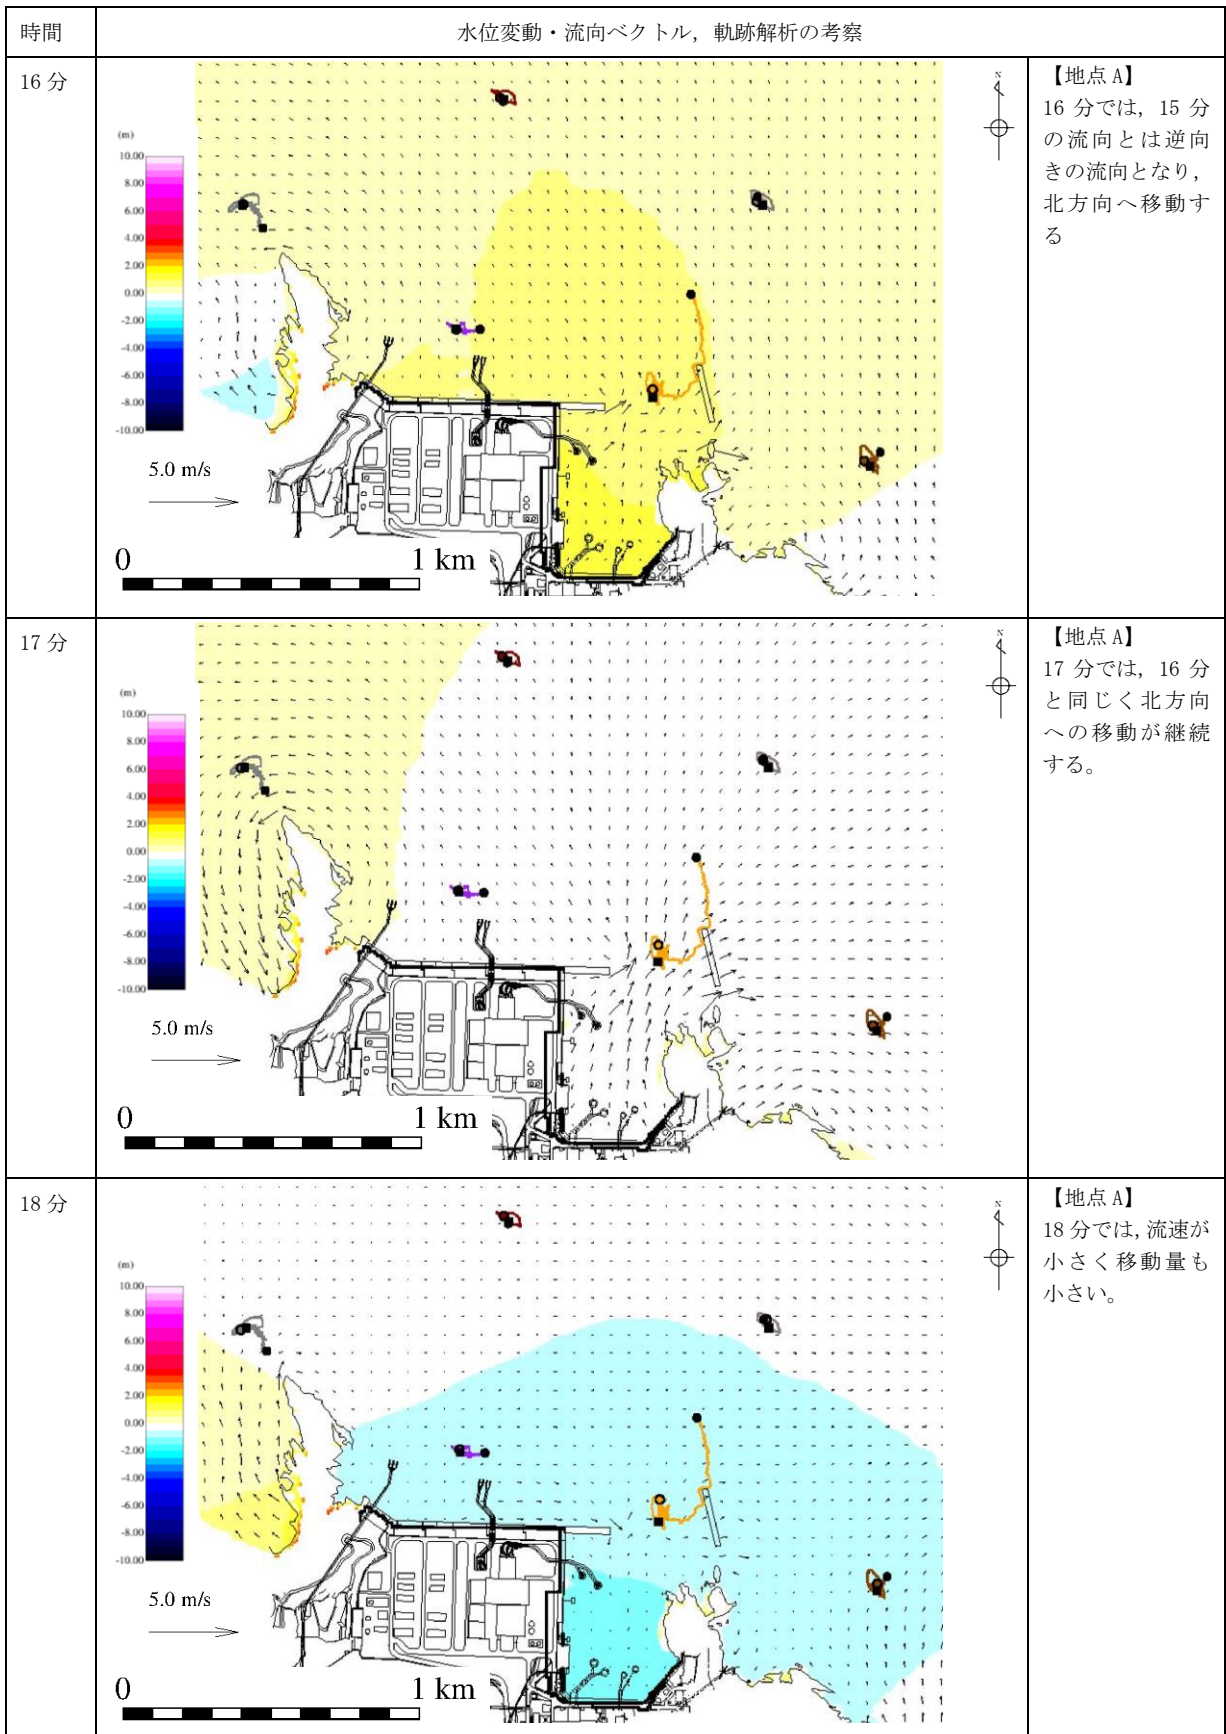 時間
水位変動・流向ベクトル，軌跡解析の考察
16 分
(m)
10.00
8.00
6.00
4.00
2.00
0.00
-2.00
-4.00
-6.00
-8.00
-10.00
5.0 m/s
0
1 km
N
【地点 A】
16 分では，15 分
の流向とは逆向
きの流向となり，
北方向へ移動す
る
17 分
(m)
10.00
8.00
6.00
4.00
2.00
0.00
-2.00
-4.00
-6.00
-8.00
-10.00
5.0 m/s
0
1 km
N
【地点 A】
17 分では，16 分
と同じく北方向
への移動が継続
する。
18 分
(m)
10.00
8.00
6.00
4.00
2.00
0.00
-2.00
-4.00
-6.00
-8.00
-10.00
5.0 m/s
0
1 km
N
【地点 A】
18 分では，流速が
小さく移動量も
小さい。